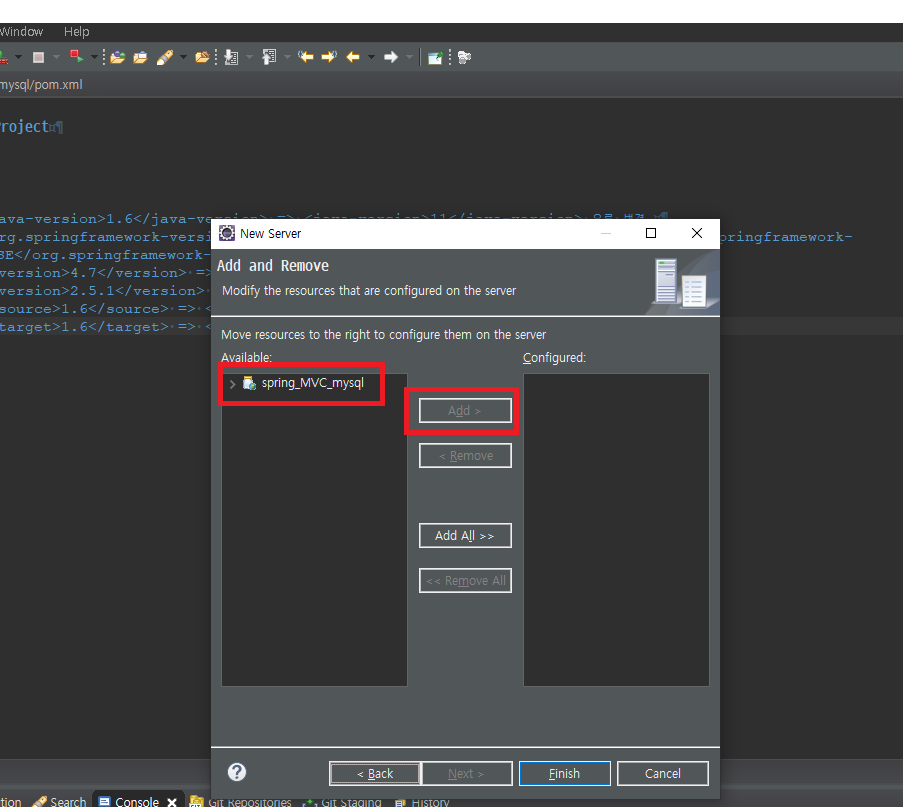 Window Help
mysql/pom.xml
roject
ava-version>1.6</java-version> => <java-version>11</java-version> 으로 변경
rg.springframework-versi
pringframework-
SE</org.springframework-
version>4.7</version> =>
version>2.5.1</version>
source>1.6</source> => <
target>1.6</target> => <
New Server
Add and Remove
Modify the resources that are configured on the server
Move resources to the right to configure them on the server
Available:
Configured:
spring_MVC_mysql
Add >
< Remove
Add All >>
<< Remove All
< Back
Next >
Finish
Cancel
tion Search Console Git Repositories Git Staging History